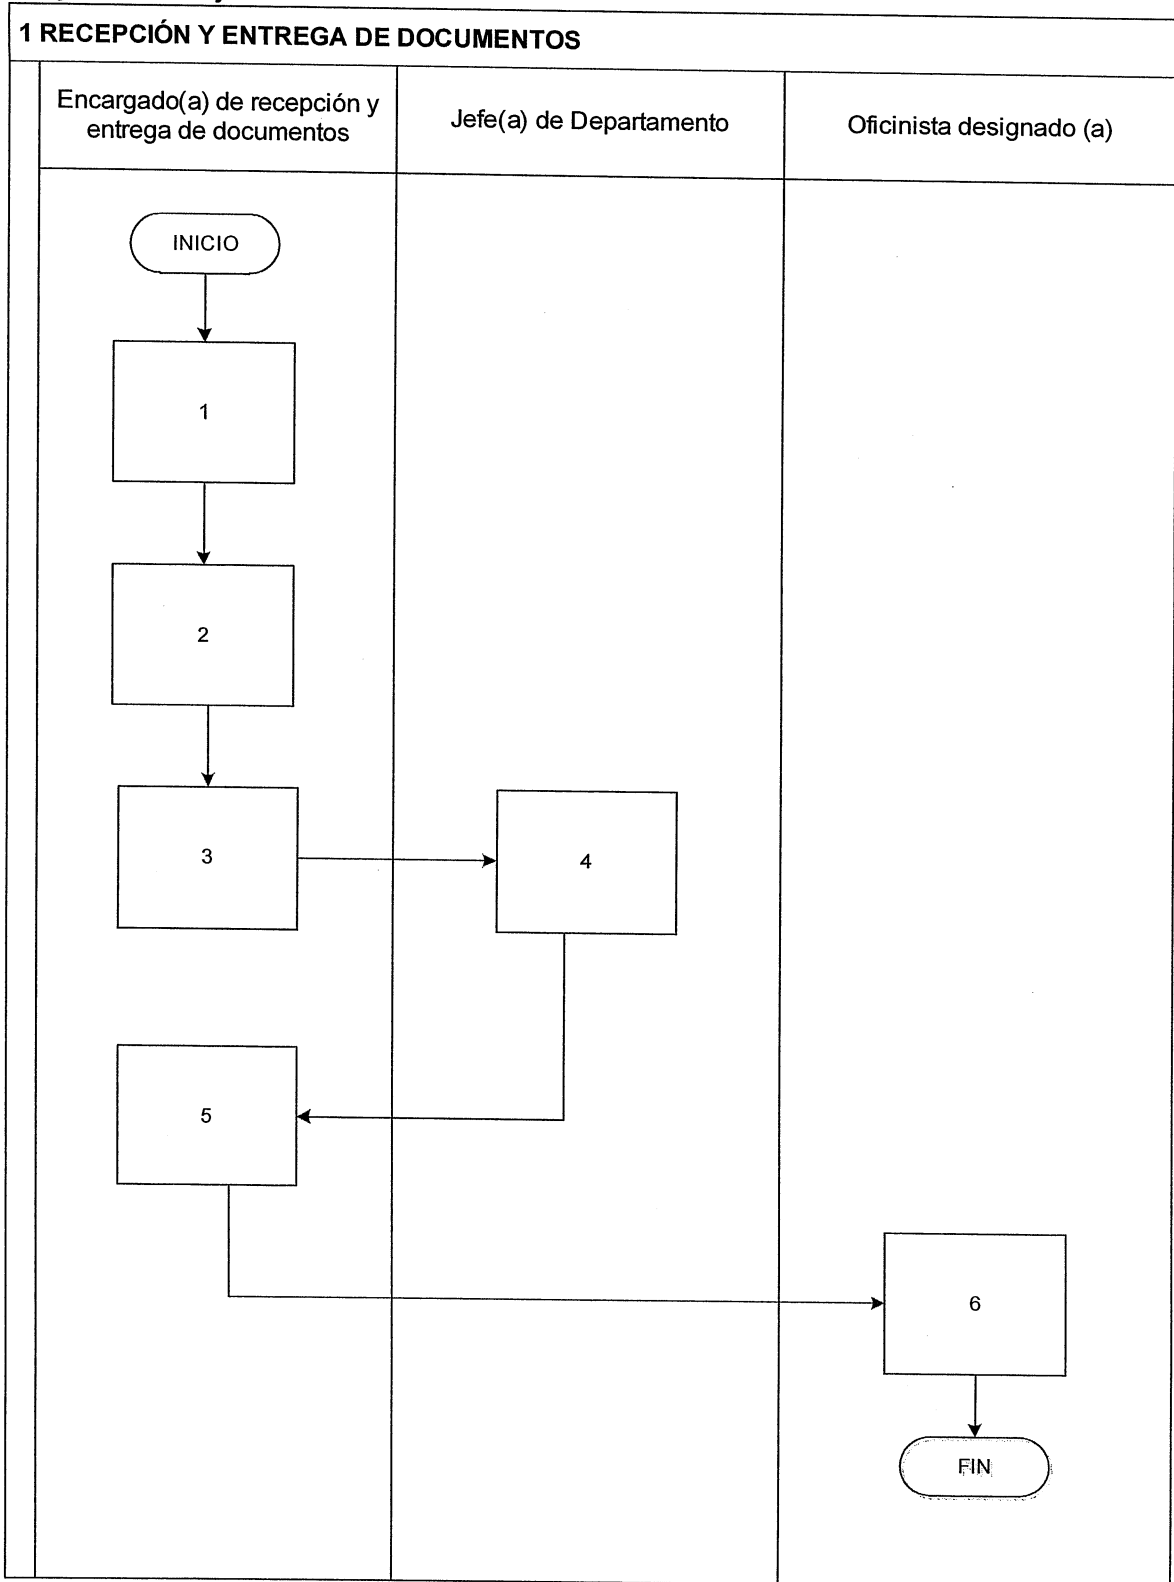 1 RECEPCIÓN Y ENTREGA DE DOCUMENTOS
Encargado(a) de recepción y
entrega de documentos
Jefe(a) de Departamento
Oficinista designado (a)
INICIO
1
2
3
4
5
6
FIN